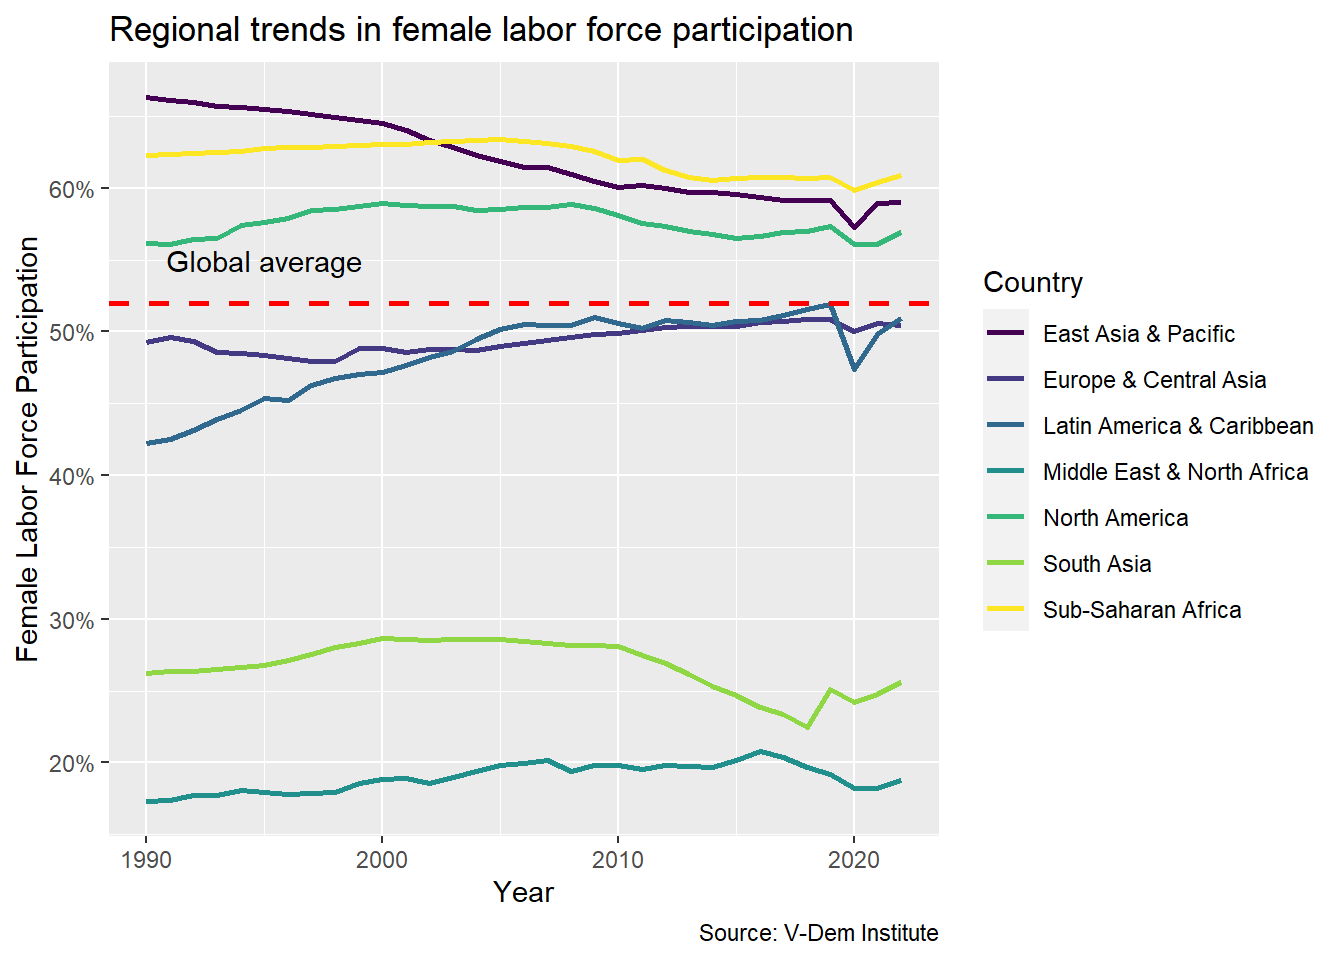 Regional trends in female labor force participation
Female Labor Force Participation
60%
50%
40%
30%
20%
Global average
1990
2000
2010
2020
Year
Country
East Asia & Pacific
Europe & Central Asia
Latin America & Caribbean
Middle East & North Africa
North America
South Asia
Sub-Saharan Africa
Source: V-Dem Institute